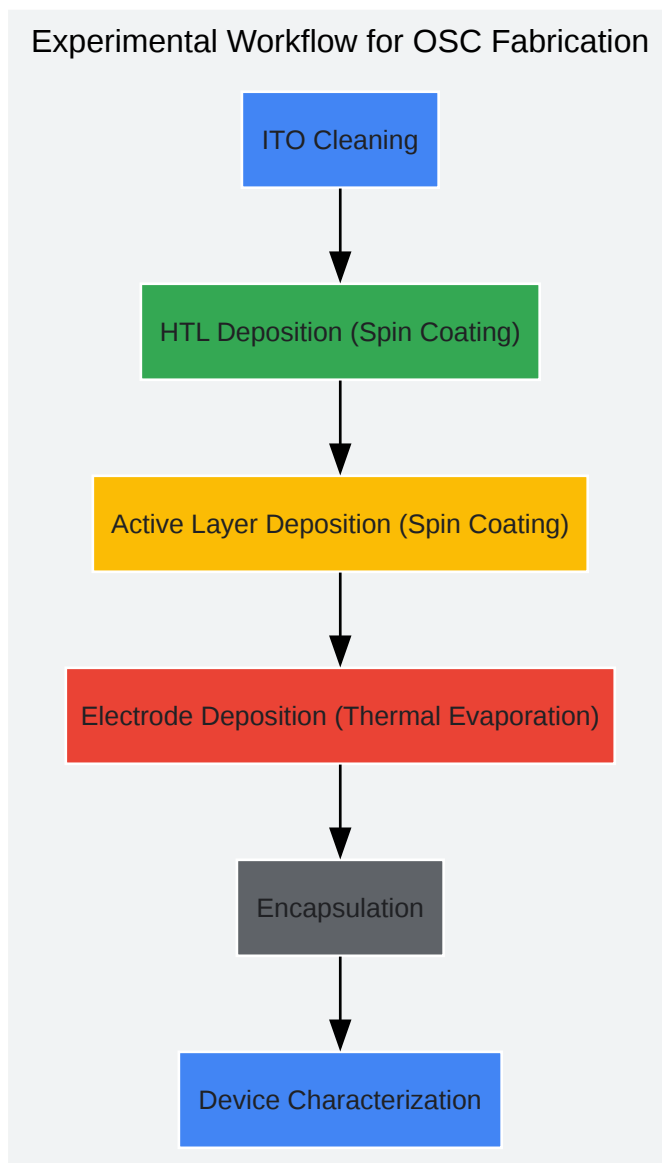 Experimental Workflow for OSC Fabrication
ITO Cleaning
HTL Deposition (Spin Coating)
Active Layer Deposition (Spin Coating)
Electrode Deposition (Thermal Evaporation)
Encapsulation
Device Characterization